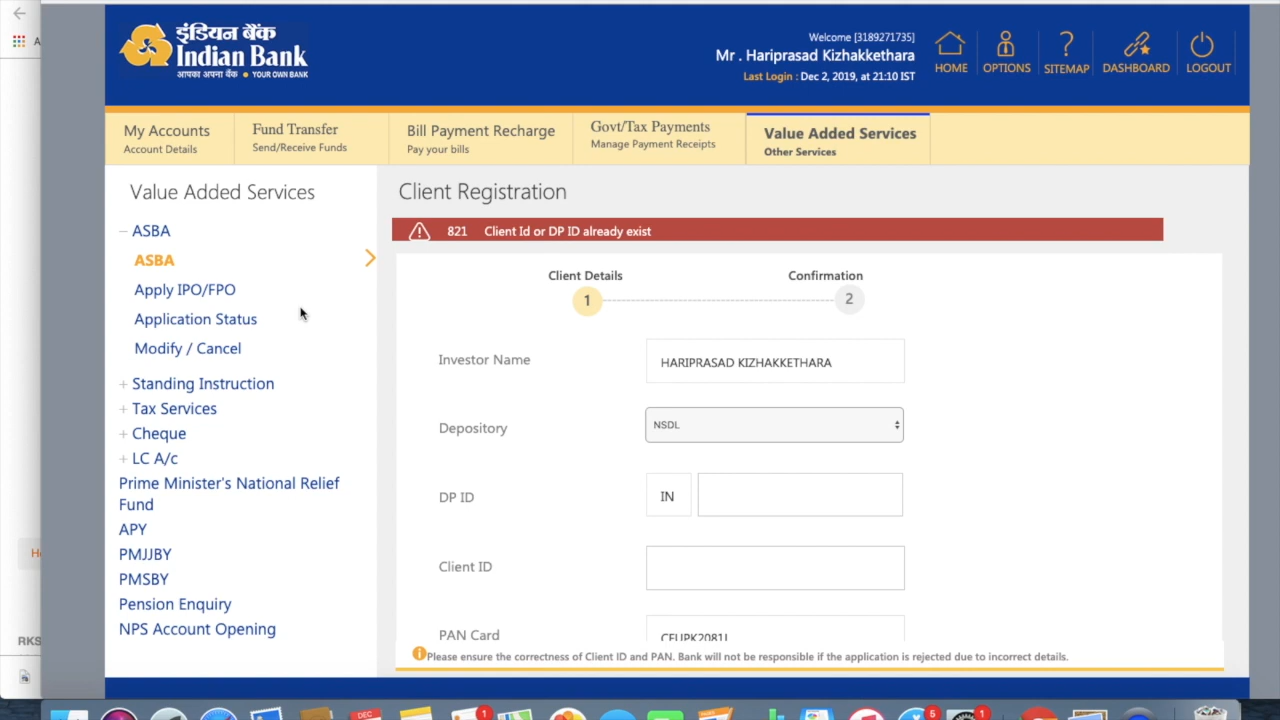 इंडियन बैंक
Indian Bank
आपका अपना बैंक ● YOUR OWN BANK
Welcome [3189271735]
Mr . Hariprasad Kizhakkethara
Last Login : Dec 2, 2019, at 21:10 IST
HOME
OPTIONS
SITEMAP
DASHBOARD
LOGOUT
My Accounts
Account Details
Fund Transfer
Send/Receive Funds
Bill Payment Recharge
Pay your bills
Govt/Tax Payments
Manage Payment Receipts
Value Added Services
Other Services
Value Added Services
ASBA
ASBA
Apply IPO/FPO
Application Status
Modify / Cancel
Standing Instruction
Tax Services
Cheque
LC A/c
Prime Minister's National Relief
Fund
APY
PMJJBY
PMSBY
Pension Enquiry
NPS Account Opening
Client Registration
821 Client Id or DP ID already exist
Client Details
Confirmation
1
2
Investor Name
HARIPRASAD KIZHAKKETHARA
Depository
NSDL
DP ID
IN
Client ID
PAN Card
Please ensure the correctness of Client ID and PAN. Bank will not be responsible if the application is rejected due to incorrect details.
RKS
DEC
1
5
1